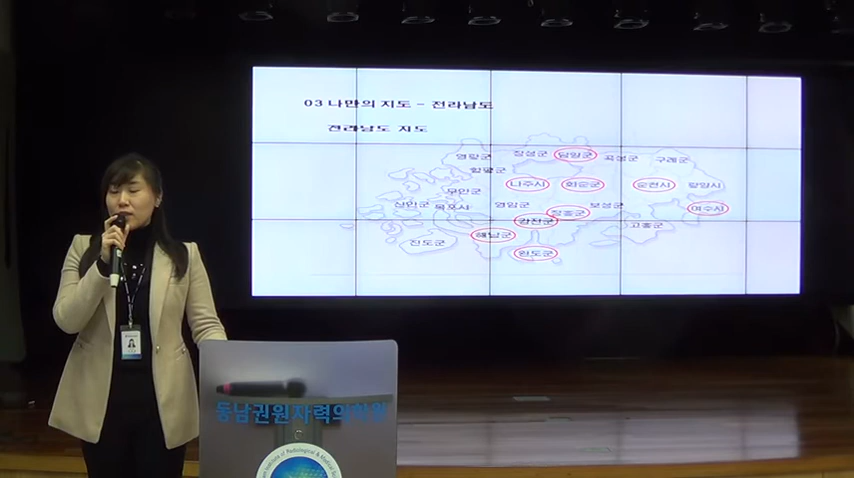 03 나만의 지도 - 전라남도
전라남도 지도
영광군 장성군 담양군 곡성군 구례군
함평군
나주시 화순군 순천시 광양시
무안군
신안군 목포시 영암군 장흥군 보성군 여수시
강진군
고흥군
해남군
진도군
완도군
동남권원자력의학원
Institute of Radiological & Medical